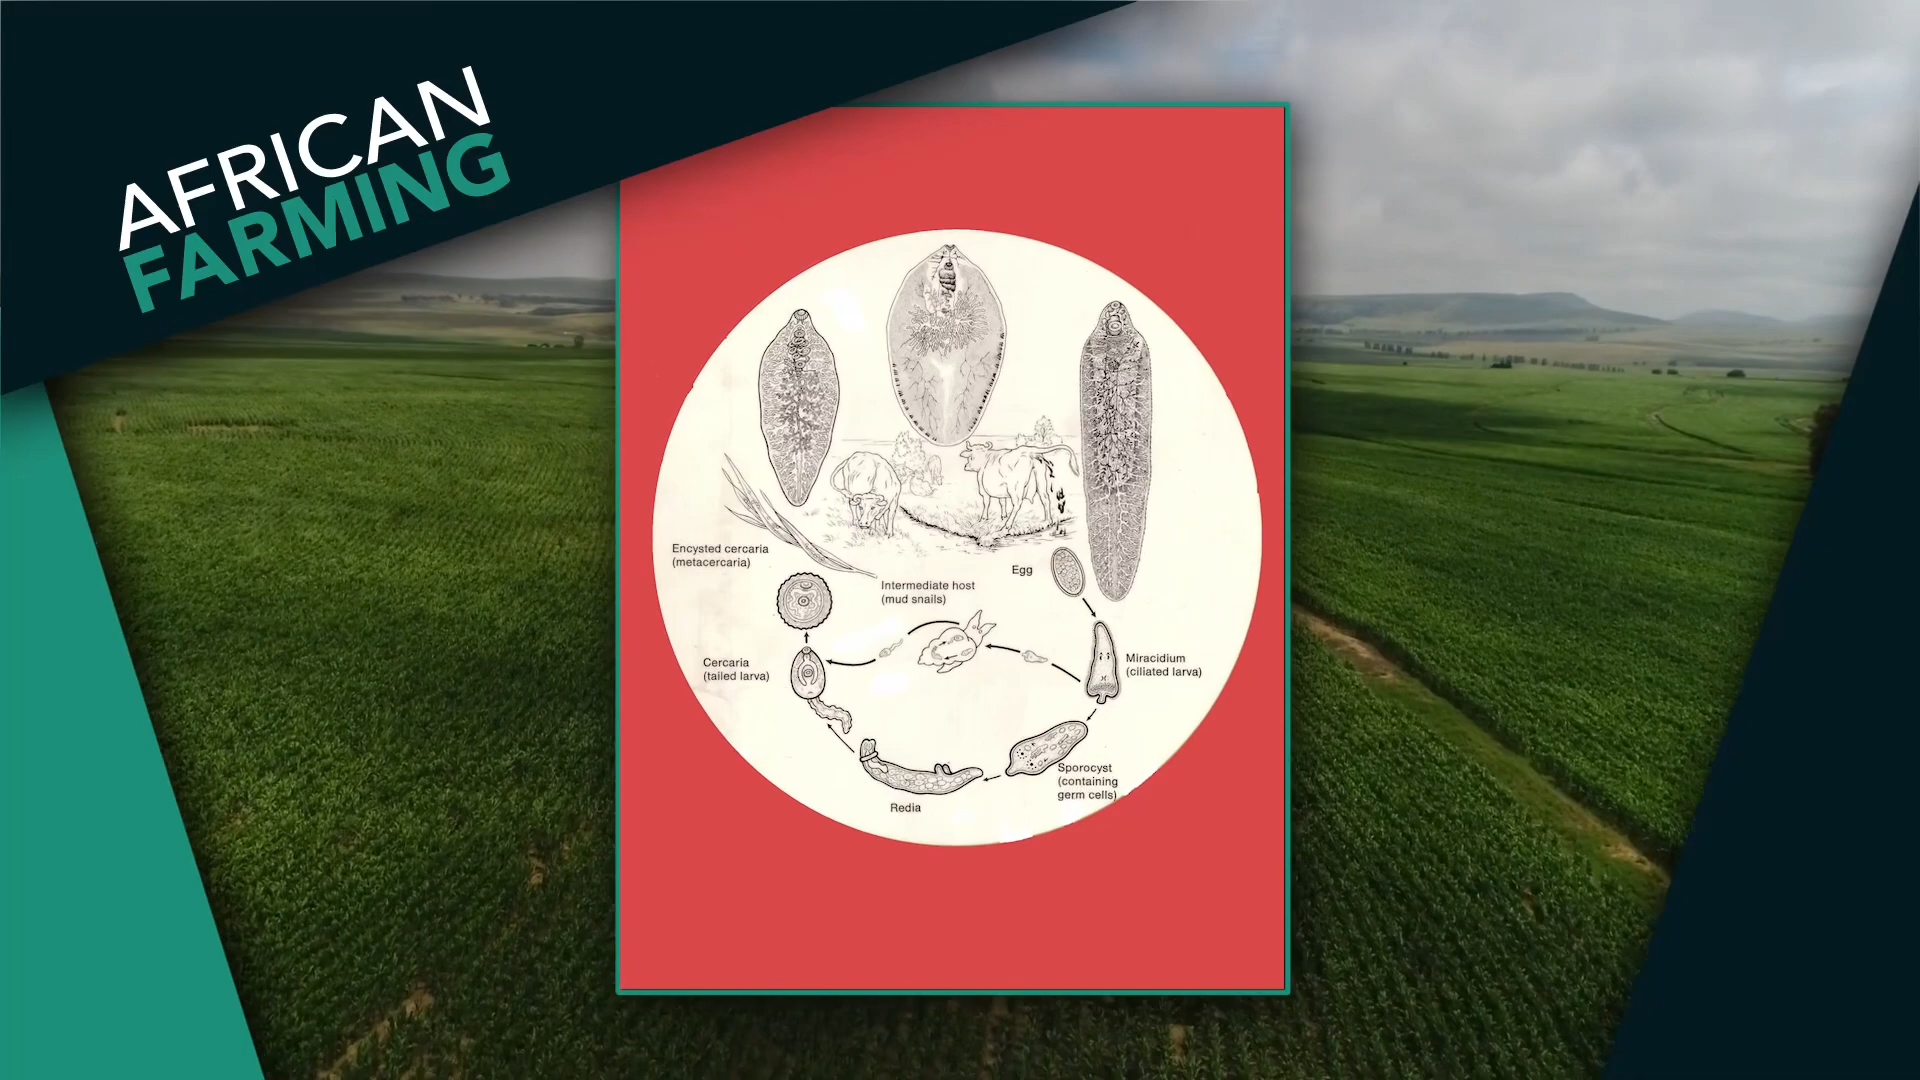 AFRICAN
FARMING
Encysted cercaria
(metacercaria)
Intermediate host
(mud snails)
Egg
Cercaria
(tailed larva)
Miracidium
(ciliated larva)
Sporocyst
(containing
germ cells)
Redia